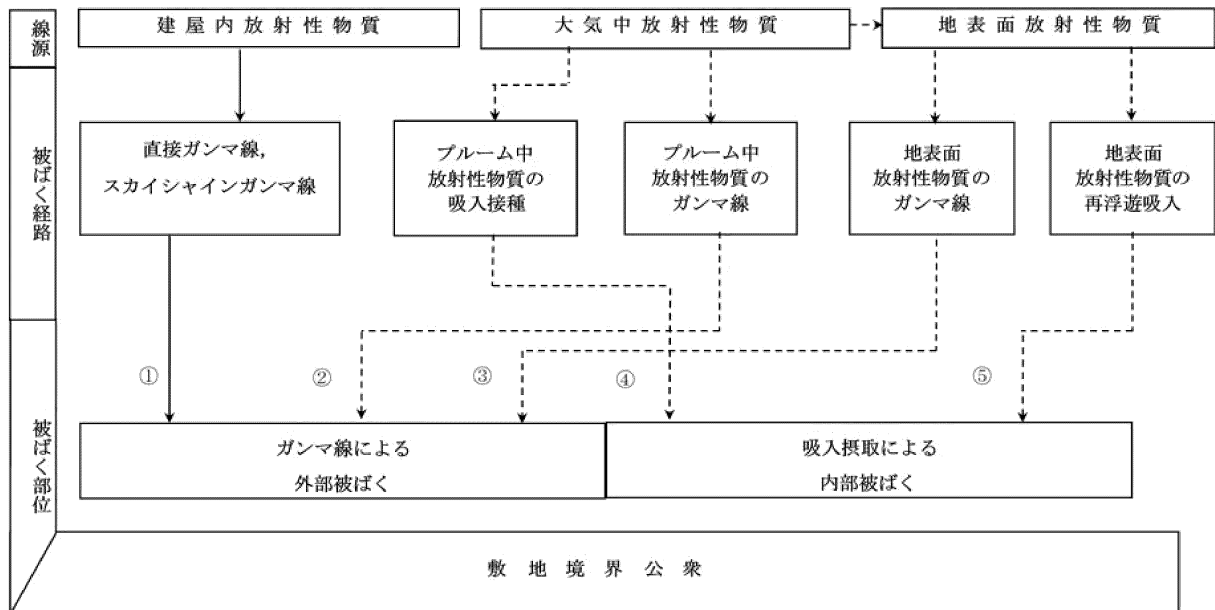 線源
建屋内放射性物質
大気中放射性物質
地表面放射性物質
被ばく経路
直接ガンマ線,
スカイシャインガンマ線
プルーム中
放射性物質の
吸入接種
プルーム中
放射性物質の
ガンマ線
地表面
放射性物質の
ガンマ線
地表面
放射性物質の
再浮遊吸入
①
②
③
④
⑤
被ばく部位
ガンマ線による
外部被ばく
吸入摂取による
内部被ばく
敷地境界公衆